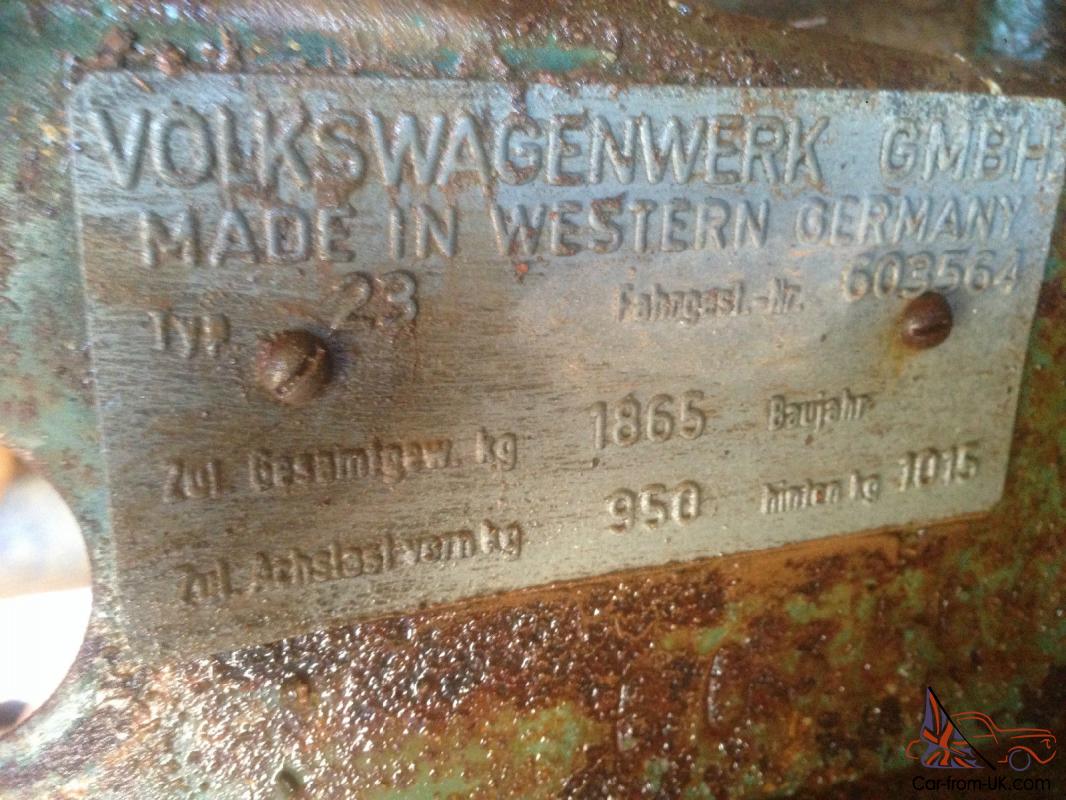 VOLKSWAGENWERK GMBH.
MADE IN WESTERN GERMANY
Typ 23 Fahrgest.-Nr. 603564
Zul. Gesamtgew. kg 1865 Baujahr
Zul. Achslast vorn kg 950 hinten kg 1015
Car-from-UK.com